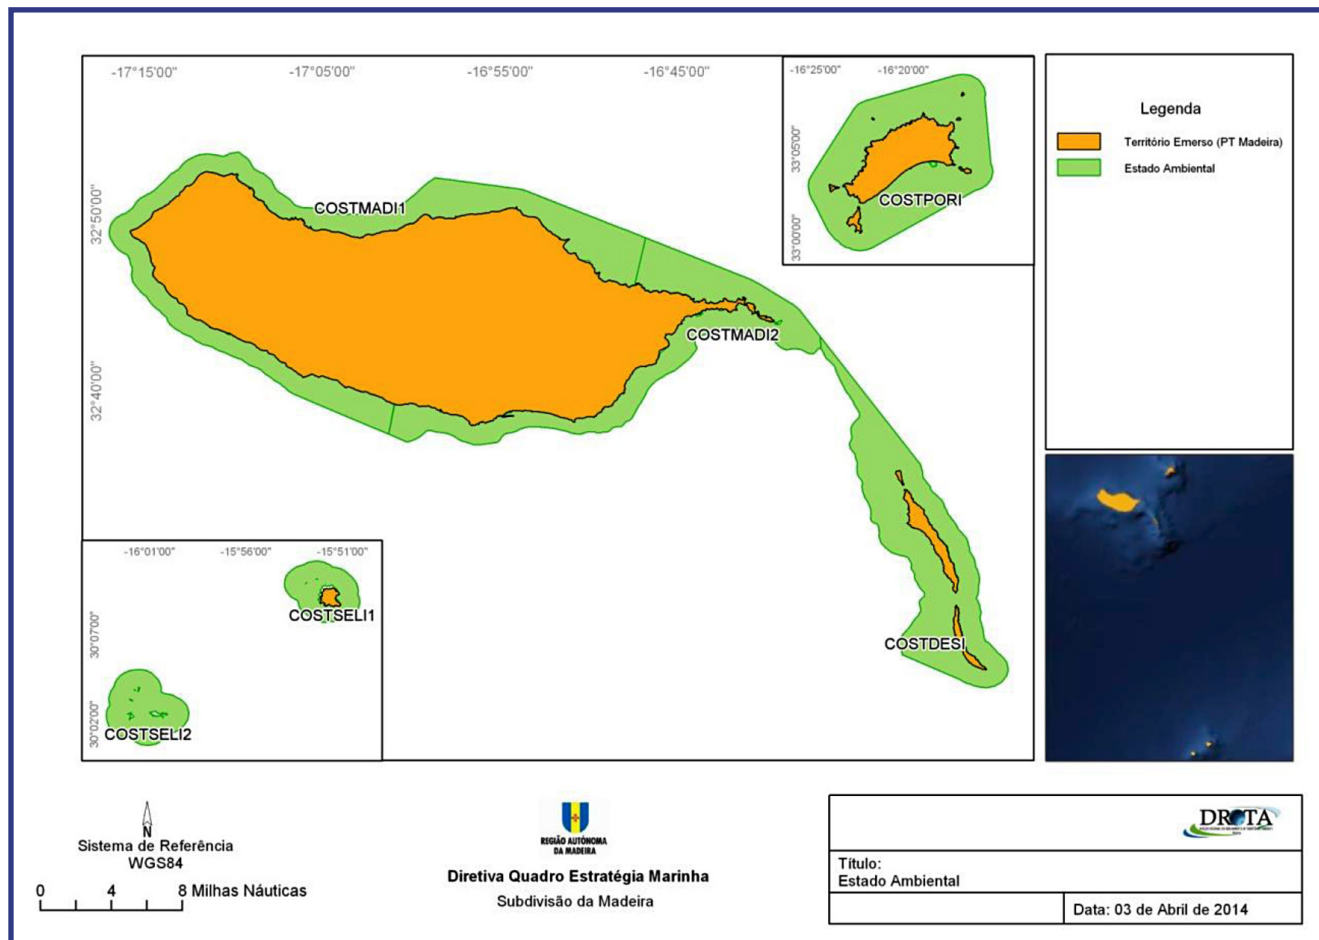 -17°15'00"
-17°05'00"
-16°55'00"
-16°45'00"
-16°25'00"
-16°20'00"
33°05'00"
33°00'00"
COSTPORI
32°50'00"
32°40'00"
COSTMADI1
COSTMADI2
COSTDESI
-16°01'00"
-15°56'00"
-15°51'00"
30°07'00"
30°02'00"
COSTSELI1
COSTSELI2
Legenda
Território Emerso (PT Madeira)
Estado Ambiental
N
Sistema de Referência
WGS84
0 4 8 Milhas Náuticas
REGIÃO AUTÓNOMA
DA MADEIRA
Diretiva Quadro Estratégia Marinha
Subdivisão da Madeira
DROTA
Título:
Estado Ambiental
Data: 03 de Abril de 2014